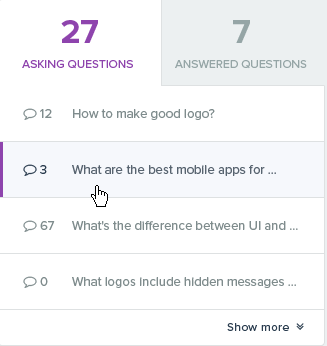 27
ASKING QUESTIONS
7
ANSWERED QUESTIONS
12 How to make good logo?
3 What are the best mobile apps for ...
67 What's the difference between UI and ...
0 What logos include hidden messages ...
Show more